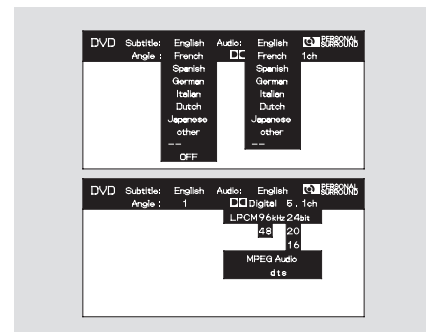 DVD Subtitle: English Audio: English PERSONAL SURROUND
Angle : French French 1ch
Spanish Spanish
German German
Italian Italian
Dutch Dutch
Japanese Japanese
other other
-- --
OFF
DVD Subtitle: English Audio: English PERSONAL SURROUND
Angle : 1 Digital 5 . 1ch
LPCM 96kHz 24bit
48 20
16
MPEG Audio
dts